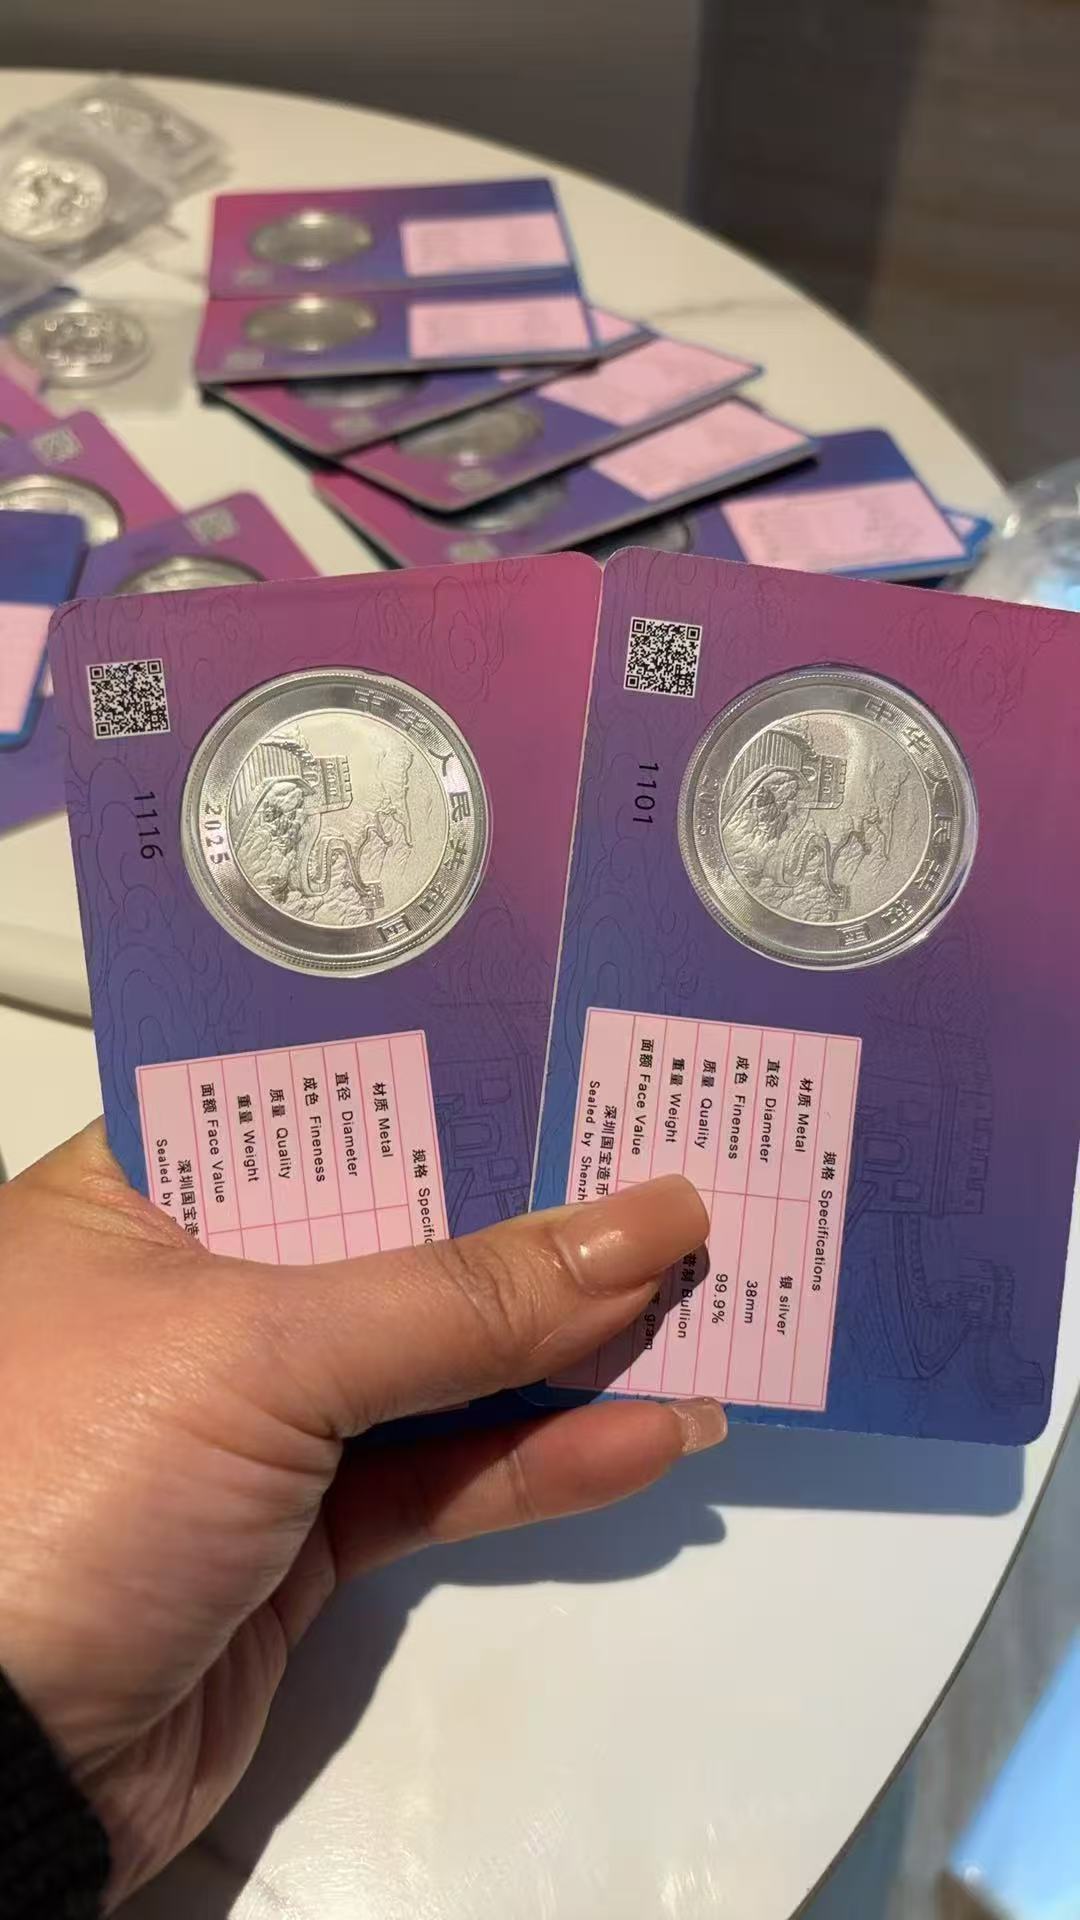 1116
中华人民共和国
2025
规格
材质 Metal
直径 Diameter
成色 Fineness
质量 Quality
重量 Weight
面额 Face Value
深圳国宝造
Sealed by
1101
中华人民共和国
2025
规格 Specifications
材质 Metal 银 silver
直径 Diameter 38mm
成色 Fineness 99.9%
质量 Quality 普制 Bullion
重量 Weight gram
面额 Face Value
深圳国宝造币
Sealed by